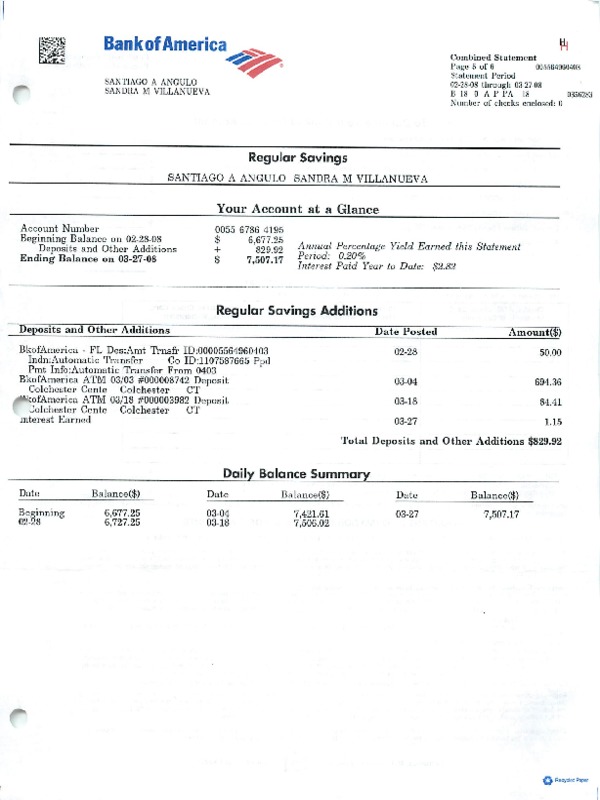 Bank of America
H
Combined Statement
Page 5 of 6 005564960403
Statement Period
02-28-08 through 03-27-08
B 18 0 A P PA 18 0356283
Number of checks enclosed: 0
SANTIAGO A ANGULO
SANDRA M VILLANUEVA
Regular Savings
SANTIAGO A ANGULO SANDRA M VILLANUEVA
Your Account at a Glance
Account Number 0055 6786 4195
Beginning Balance on 02-28-08 $ 6,677.25
Deposits and Other Additions + 829.92
Ending Balance on 03-27-08 $ 7,507.17
Annual Percentage Yield Earned this Statement
Period: 0.20%
Interest Paid Year to Date: $2.82
Regular Savings Additions
Deposits and Other Additions Date Posted Amount($)
BkofAmerica - FL Des:Amt Trnsfr ID:00005564960403 02-28 50.00
Indn:Automatic Transfer Co ID:1107587665 Ppd
Pmt Info:Automatic Transfer From 0403
BkofAmerica ATM 03/03 #000008742 Deposit 03-04 694.36
Colchester Cente Colchester CT
BkofAmerica ATM 03/18 #000003982 Deposit 03-18 84.41
Colchester Cente Colchester CT
Interest Earned 03-27 1.15
Total Deposits and Other Additions $829.92
Daily Balance Summary
Date Balance($) Date Balance($) Date Balance($)
Beginning 6,677.25 03-04 7,421.61 03-27 7,507.17
02-28 6,727.25 03-18 7,506.02
Recycled Paper